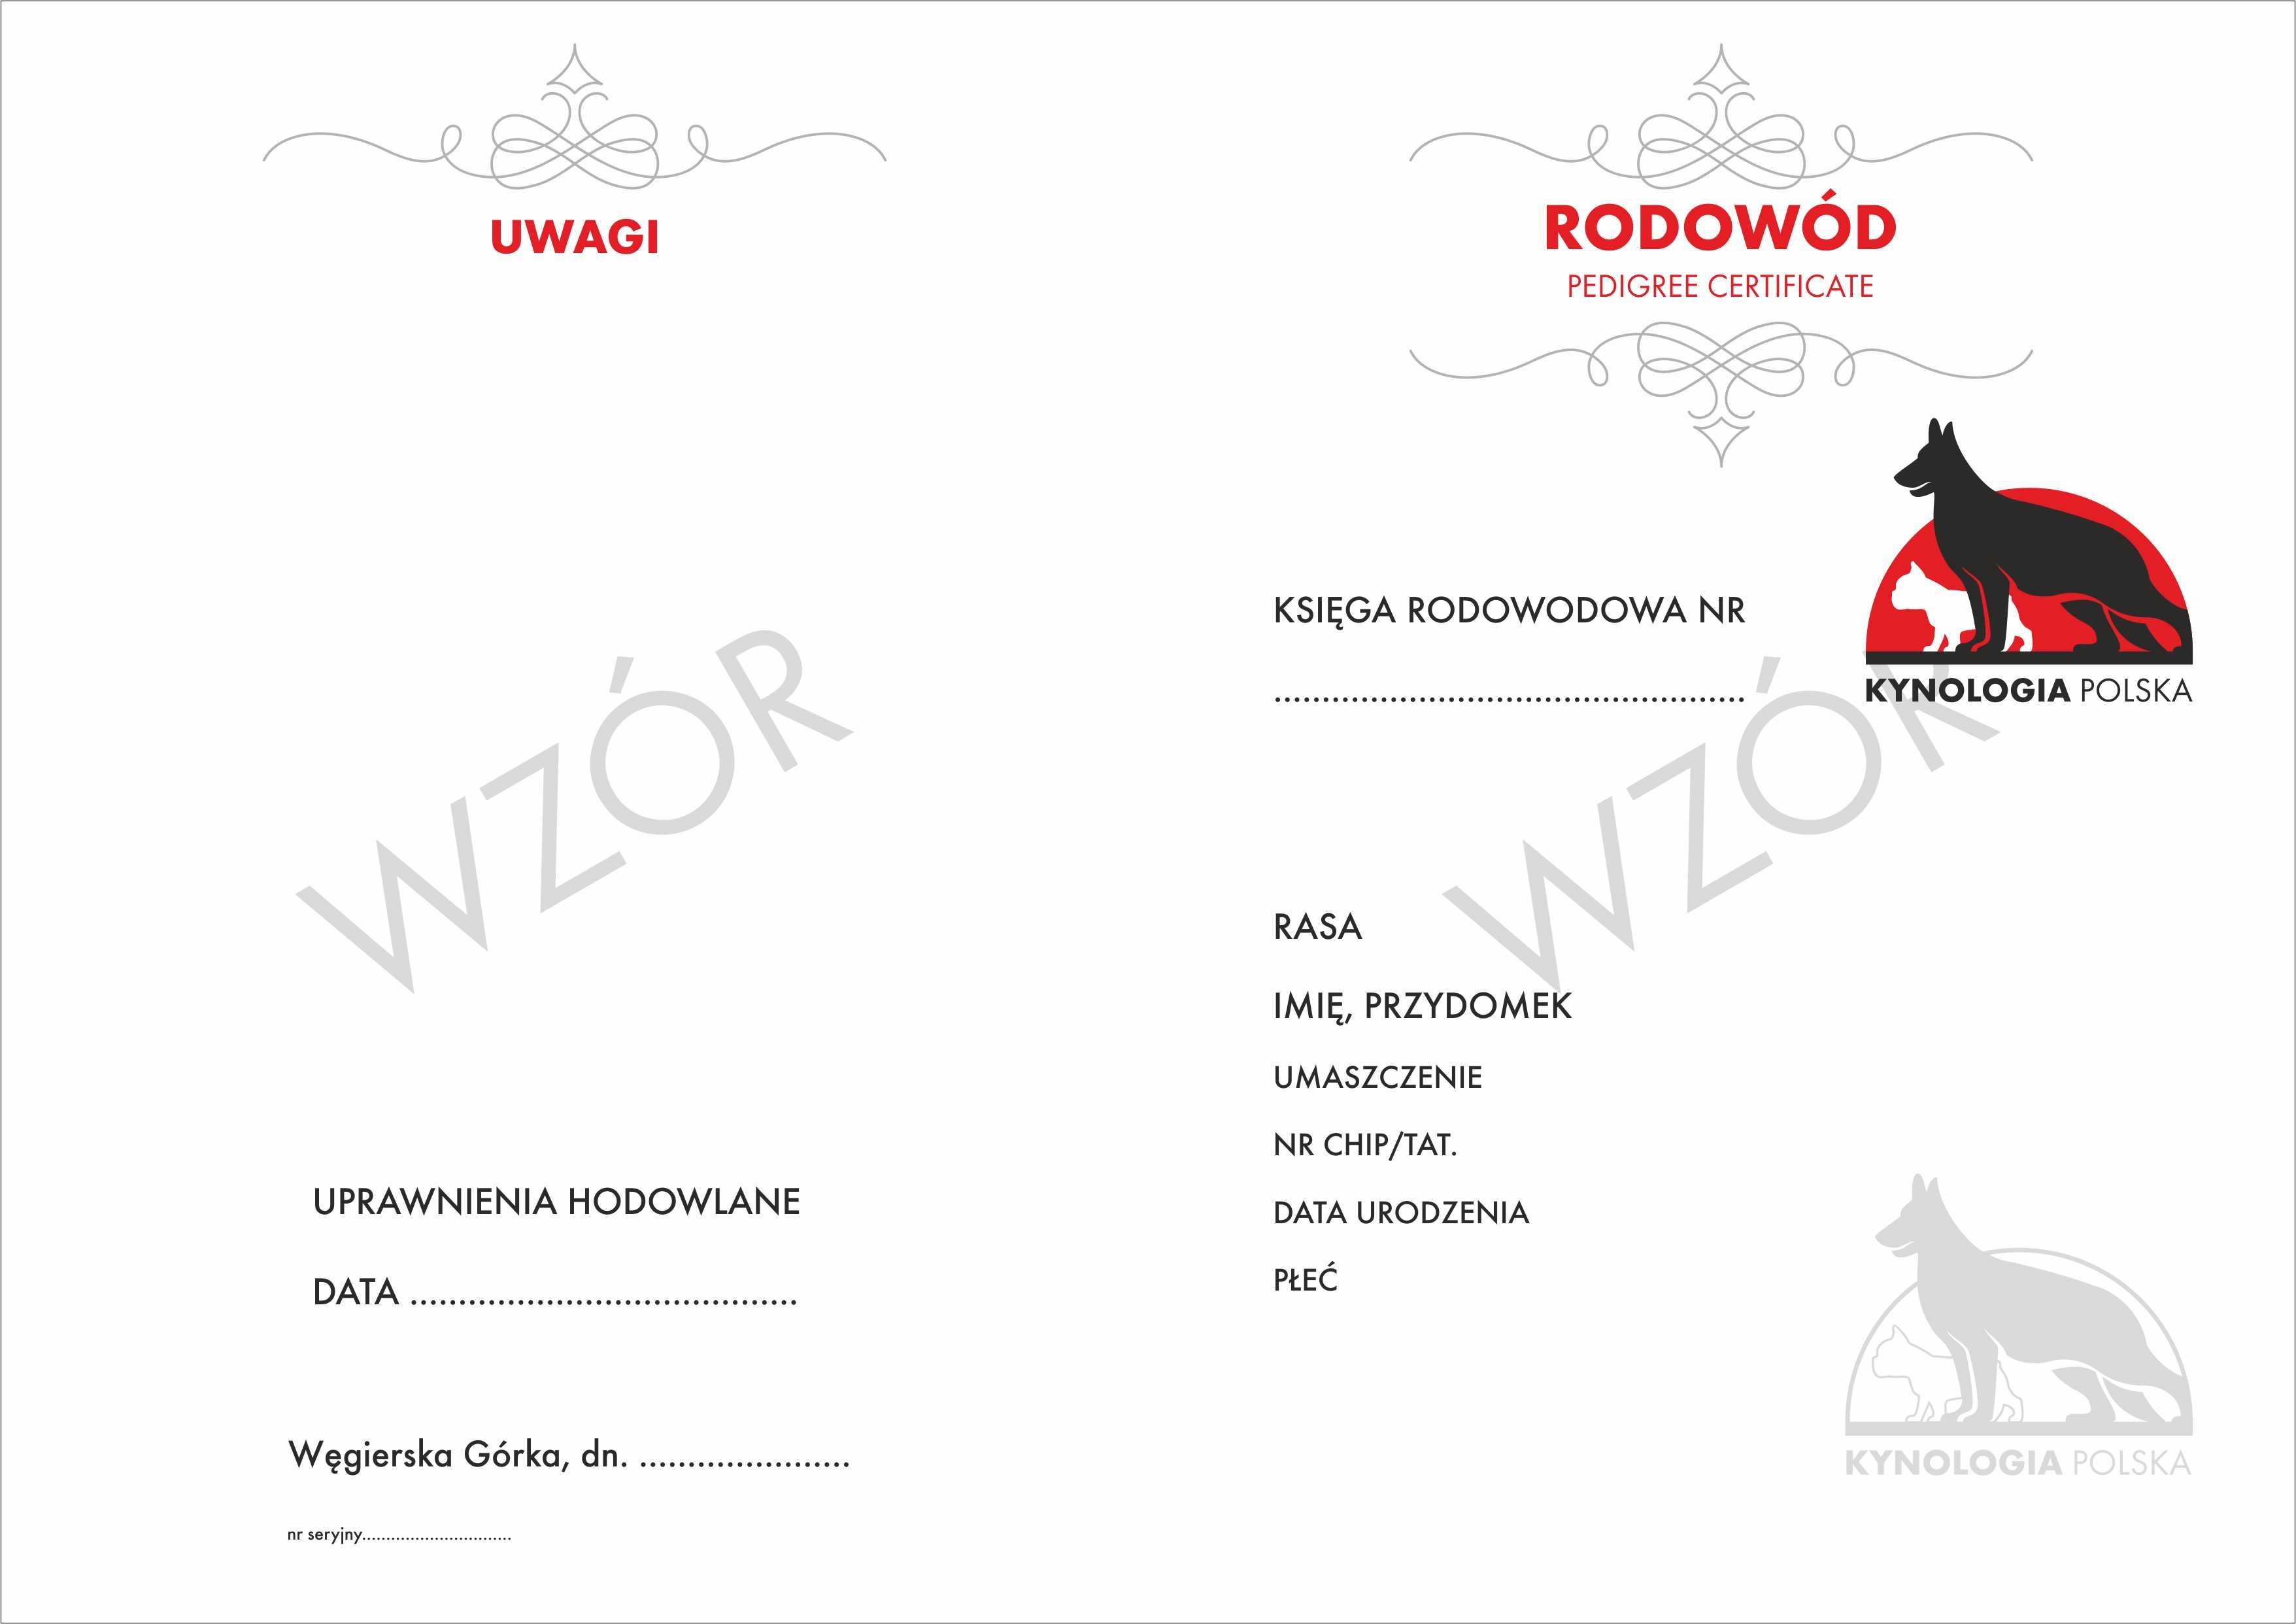 UWAGI
WZÓR
UPRAWNIENIA HODOWLANE
DATA ........................................
Węgierska Górka, dn. ......................
nr seryjny...............................
RODOWÓD
PEDIGREE CERTIFICATE
KSIĘGA RODOWODOWA NR
.................................................
KYNOLOGIA POLSKA
WZÓR
RASA
IMIĘ, PRZYDOMEK
UMASZCZENIE
NR CHIP/TAT.
DATA URODZENIA
PŁEĆ
KYNOLOGIA POLSKA